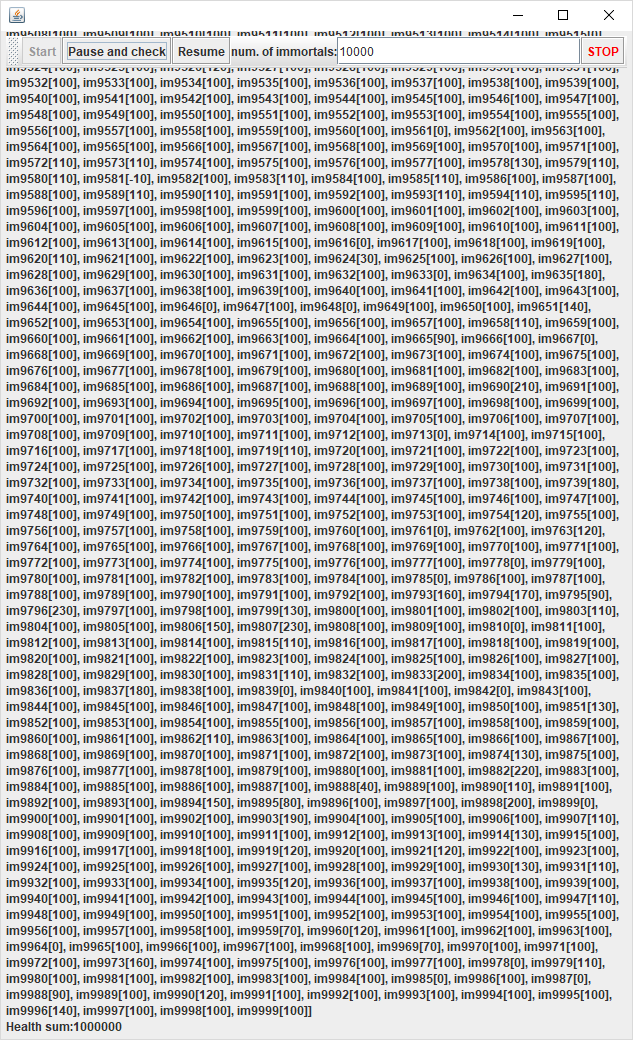 Start Pause and check Resume num. of immortals: 10000 STOP
im9532[100], im9533[100], im9534[100], im9535[100], im9536[100], im9537[100], im9538[100], im9539[100],
im9540[100], im9541[100], im9542[100], im9543[100], im9544[100], im9545[100], im9546[100], im9547[100],
im9548[100], im9549[100], im9550[100], im9551[100], im9552[100], im9553[100], im9554[100], im9555[100],
im9556[100], im9557[100], im9558[100], im9559[100], im9560[100], im9561[0], im9562[100], im9563[100],
im9564[100], im9565[100], im9566[100], im9567[100], im9568[100], im9569[100], im9570[100], im9571[100],
im9572[110], im9573[110], im9574[100], im9575[100], im9576[100], im9577[100], im9578[130], im9579[110],
im9580[110], im9581[-10], im9582[100], im9583[110], im9584[100], im9585[110], im9586[100], im9587[100],
im9588[100], im9589[110], im9590[110], im9591[100], im9592[100], im9593[110], im9594[110], im9595[110],
im9596[100], im9597[100], im9598[100], im9599[100], im9600[100], im9601[100], im9602[100], im9603[100],
im9604[100], im9605[100], im9606[100], im9607[100], im9608[100], im9609[100], im9610[100], im9611[100],
im9612[100], im9613[100], im9614[100], im9615[100], im9616[0], im9617[100], im9618[100], im9619[100],
im9620[110], im9621[100], im9622[100], im9623[100], im9624[30], im9625[100], im9626[100], im9627[100],
im9628[100], im9629[100], im9630[100], im9631[100], im9632[100], im9633[0], im9634[100], im9635[180],
im9636[100], im9637[100], im9638[100], im9639[100], im9640[100], im9641[100], im9642[100], im9643[100],
im9644[100], im9645[100], im9646[0], im9647[100], im9648[0], im9649[100], im9650[100], im9651[140],
im9652[100], im9653[100], im9654[100], im9655[100], im9656[100], im9657[100], im9658[110], im9659[100],
im9660[100], im9661[100], im9662[100], im9663[100], im9664[100], im9665[90], im9666[100], im9667[0],
im9668[100], im9669[100], im9670[100], im9671[100], im9672[100], im9673[100], im9674[100], im9675[100],
im9676[100], im9677[100], im9678[100], im9679[100], im9680[100], im9681[100], im9682[100], im9683[100],
im9684[100], im9685[100], im9686[100], im9687[100], im9688[100], im9689[100], im9690[210], im9691[100],
im9692[100], im9693[100], im9694[100], im9695[100], im9696[100], im9697[100], im9698[100], im9699[100],
im9700[100], im9701[100], im9702[100], im9703[100], im9704[100], im9705[100], im9706[100], im9707[100],
im9708[100], im9709[100], im9710[100], im9711[100], im9712[100], im9713[0], im9714[100], im9715[100],
im9716[100], im9717[100], im9718[100], im9719[110], im9720[100], im9721[100], im9722[100], im9723[100],
im9724[100], im9725[100], im9726[100], im9727[100], im9728[100], im9729[100], im9730[100], im9731[100],
im9732[100], im9733[100], im9734[100], im9735[100], im9736[100], im9737[100], im9738[100], im9739[180],
im9740[100], im9741[100], im9742[100], im9743[100], im9744[100], im9745[100], im9746[100], im9747[100],
im9748[100], im9749[100], im9750[100], im9751[100], im9752[100], im9753[100], im9754[120], im9755[100],
im9756[100], im9757[100], im9758[100], im9759[100], im9760[100], im9761[0], im9762[100], im9763[120],
im9764[100], im9765[100], im9766[100], im9767[100], im9768[100], im9769[100], im9770[100], im9771[100],
im9772[100], im9773[100], im9774[100], im9775[100], im9776[100], im9777[100], im9778[0], im9779[100],
im9780[100], im9781[100], im9782[100], im9783[100], im9784[100], im9785[0], im9786[100], im9787[100],
im9788[100], im9789[100], im9790[100], im9791[100], im9792[100], im9793[160], im9794[170], im9795[90],
im9796[230], im9797[100], im9798[100], im9799[130], im9800[100], im9801[100], im9802[100], im9803[110],
im9804[100], im9805[100], im9806[150], im9807[230], im9808[100], im9809[100], im9810[0], im9811[100],
im9812[100], im9813[100], im9814[100], im9815[110], im9816[100], im9817[100], im9818[100], im9819[100],
im9820[100], im9821[100], im9822[100], im9823[100], im9824[100], im9825[100], im9826[100], im9827[100],
im9828[100], im9829[100], im9830[100], im9831[110], im9832[100], im9833[200], im9834[100], im9835[100],
im9836[100], im9837[180], im9838[100], im9839[0], im9840[100], im9841[100], im9842[0], im9843[100],
im9844[100], im9845[100], im9846[100], im9847[100], im9848[100], im9849[100], im9850[100], im9851[130],
im9852[100], im9853[100], im9854[100], im9855[100], im9856[100], im9857[100], im9858[100], im9859[100],
im9860[100], im9861[100], im9862[110], im9863[100], im9864[100], im9865[100], im9866[100], im9867[100],
im9868[100], im9869[100], im9870[100], im9871[100], im9872[100], im9873[100], im9874[130], im9875[100],
im9876[100], im9877[100], im9878[100], im9879[100], im9880[100], im9881[100], im9882[220], im9883[100],
im9884[100], im9885[100], im9886[100], im9887[100], im9888[40], im9889[100], im9890[110], im9891[100],
im9892[100], im9893[100], im9894[150], im9895[80], im9896[100], im9897[100], im9898[200], im9899[0],
im9900[100], im9901[100], im9902[100], im9903[190], im9904[100], im9905[100], im9906[100], im9907[110],
im9908[100], im9909[100], im9910[100], im9911[100], im9912[100], im9913[100], im9914[130], im9915[100],
im9916[100], im9917[100], im9918[100], im9919[120], im9920[100], im9921[120], im9922[100], im9923[100],
im9924[100], im9925[100], im9926[100], im9927[100], im9928[100], im9929[100], im9930[130], im9931[110],
im9932[100], im9933[100], im9934[100], im9935[120], im9936[100], im9937[100], im9938[100], im9939[100],
im9940[100], im9941[100], im9942[100], im9943[100], im9944[100], im9945[100], im9946[100], im9947[110],
im9948[100], im9949[100], im9950[100], im9951[100], im9952[100], im9953[100], im9954[100], im9955[100],
im9956[100], im9957[100], im9958[100], im9959[70], im9960[120], im9961[100], im9962[100], im9963[100],
im9964[0], im9965[100], im9966[100], im9967[100], im9968[100], im9969[70], im9970[100], im9971[100],
im9972[100], im9973[160], im9974[100], im9975[100], im9976[100], im9977[100], im9978[0], im9979[110],
im9980[100], im9981[100], im9982[100], im9983[100], im9984[100], im9985[0], im9986[100], im9987[0],
im9988[90], im9989[100], im9990[120], im9991[100], im9992[100], im9993[100], im9994[100], im9995[100],
im9996[140], im9997[100], im9998[100], im9999[100]]
Health sum:1000000